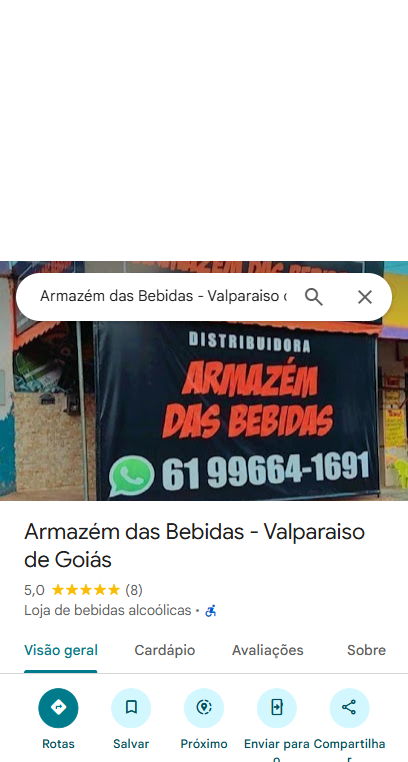 Armazém das Bebidas - Valparaiso
DISTRIBUIDORA
ARMAZÉM
DAS BEBIDAS
61 99664-1691
Armazém das Bebidas - Valparaiso
de Goiás
5,0 ★★★★★ (8)
Loja de bebidas alcoólicas ·
Visão geral Cardápio Avaliações Sobre
Rotas Salvar Próximo Enviar para Compartilha
o r